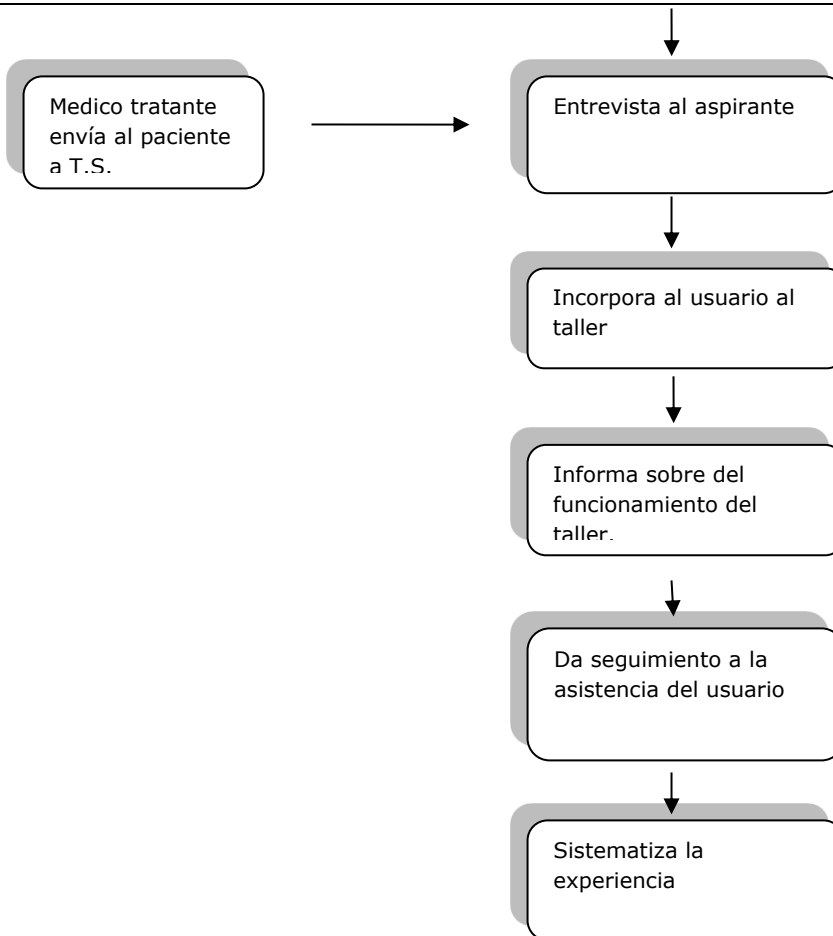 Medico tratante
envía al paciente
a T.S.
Entrevista al aspirante
Incorpora al usuario al
taller
Informa sobre del
funcionamiento del
taller.
Da seguimiento a la
asistencia del usuario
Sistematiza la
experiencia